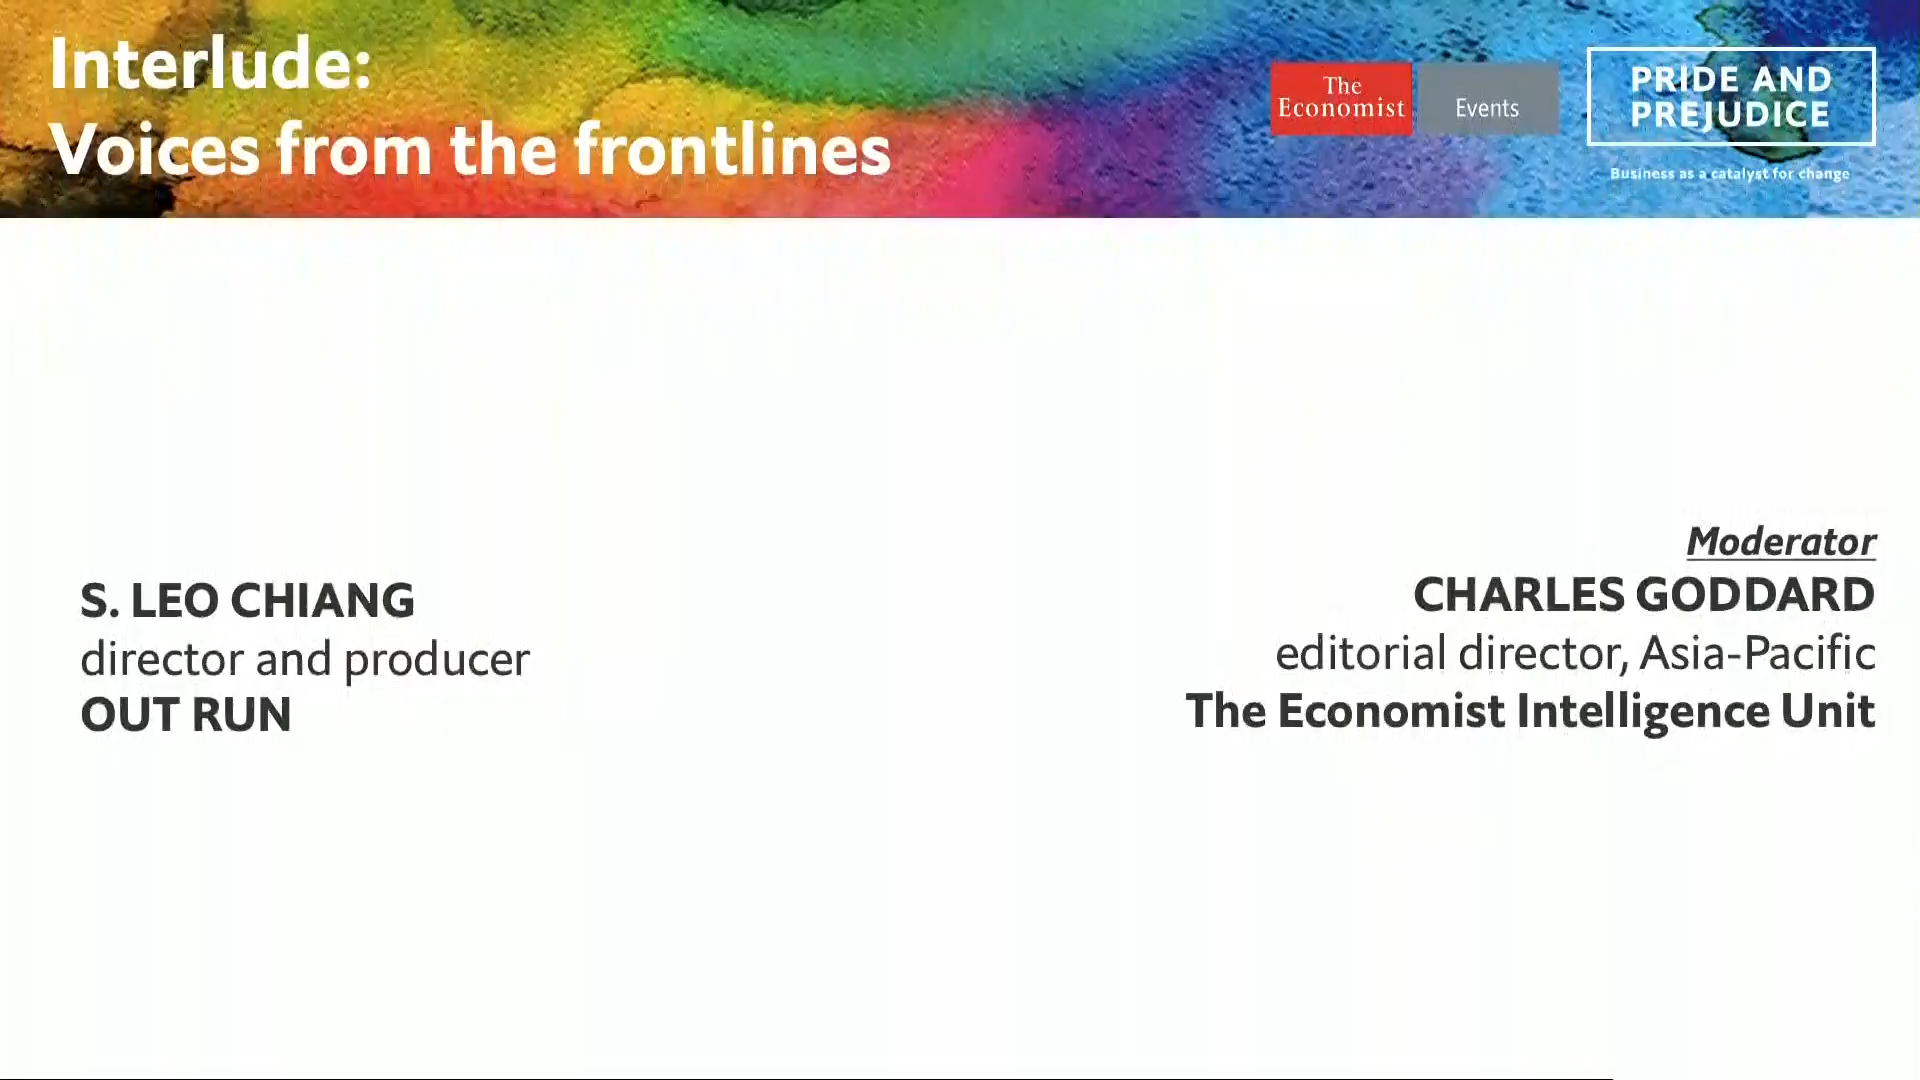 Interlude:
Voices from the frontlines
The
Economist
Events
PRIDE AND
PREJUDICE
Business as a catalyst for change
S. LEO CHIANG
director and producer
OUT RUN
Moderator
CHARLES GODDARD
editorial director, Asia-Pacific
The Economist Intelligence Unit